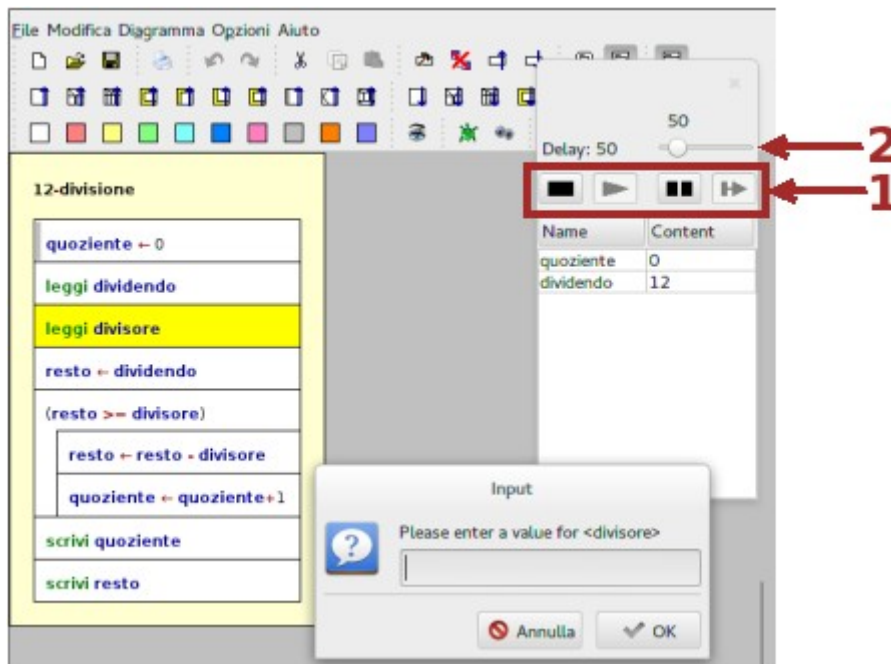 File Modifica Diagramma Opzioni Aiuto
50
Delay: 50
2
1
Name Content
quoziente 0
dividendo 12
12-divisione
quoziente ← 0
leggi dividendo
leggi divisore
resto ← dividendo
(resto >= divisore)
resto ← resto - divisore
quoziente ← quoziente+1
scrivi quoziente
scrivi resto
Input
Please enter a value for <divisore>
Annulla OK